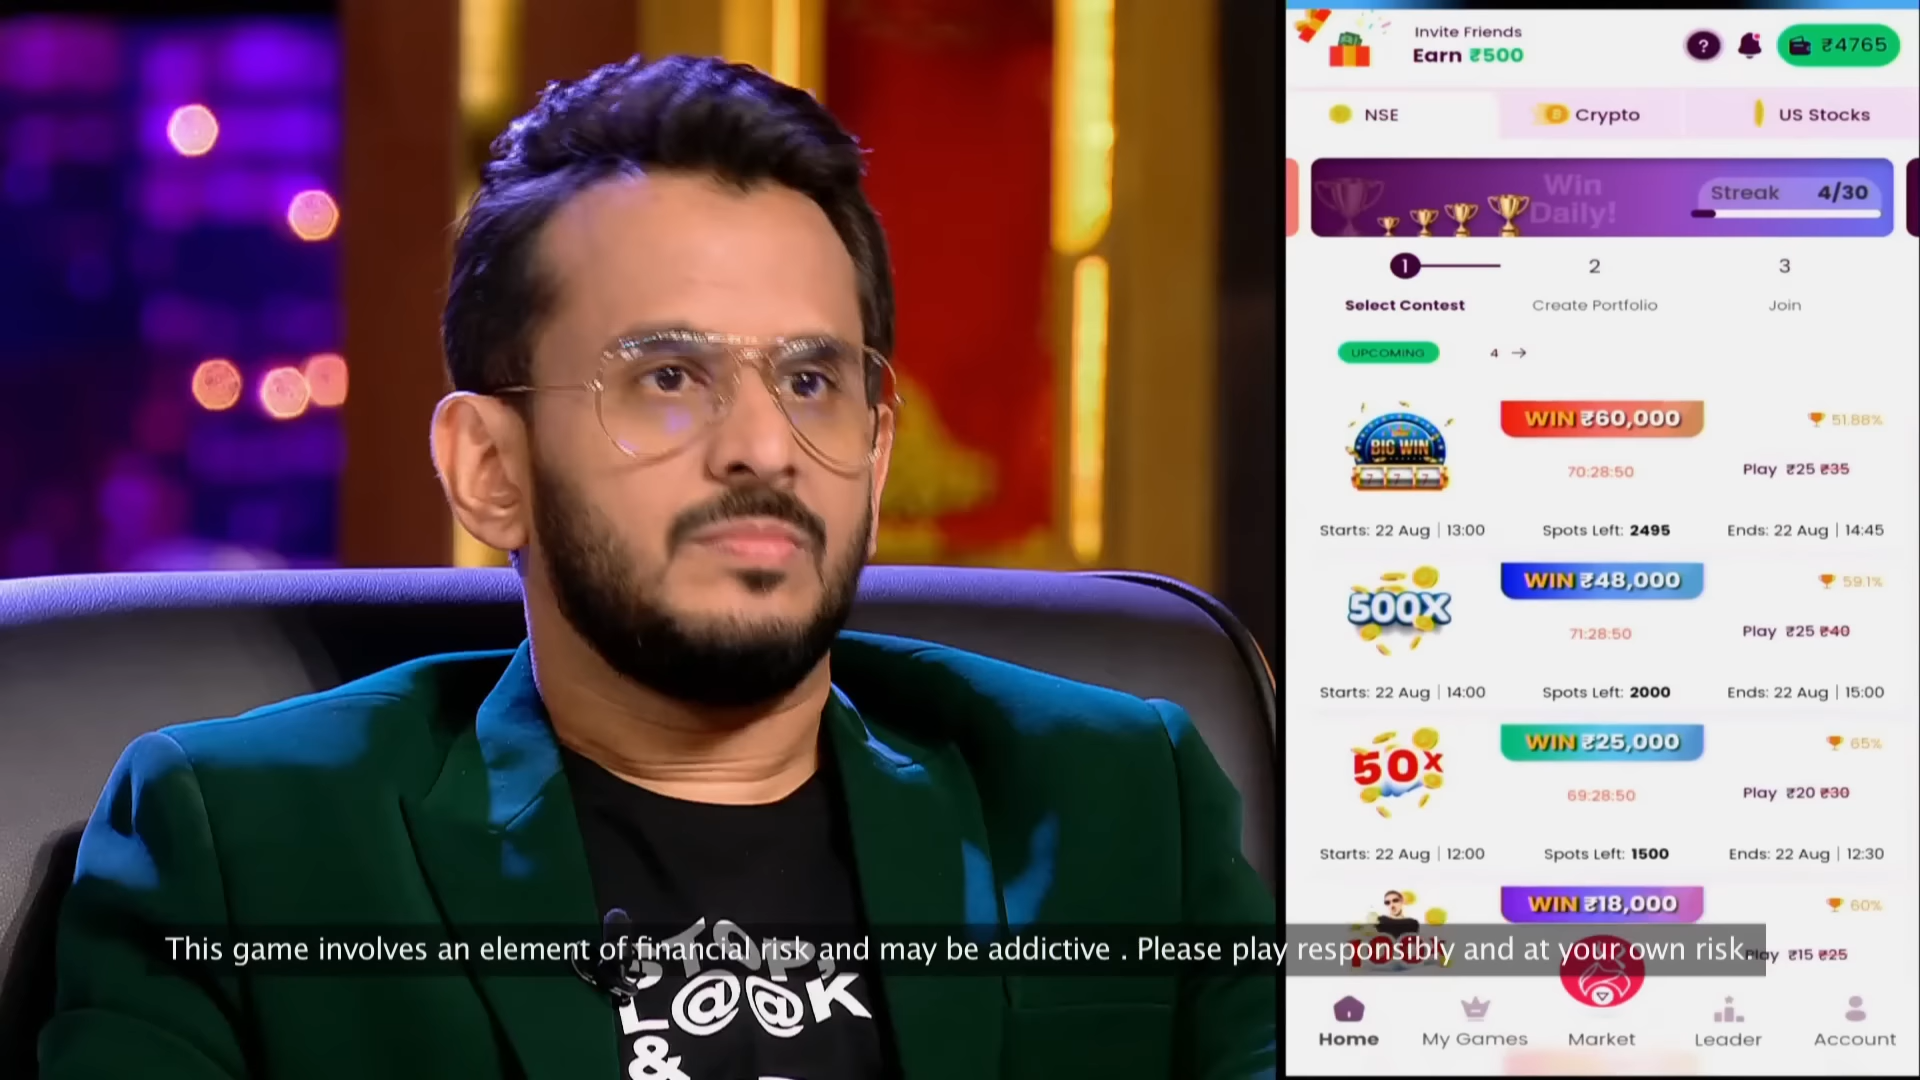 Invite Friends
Earn ₹500
?
₹4765
NSE
Crypto
US Stocks
Win
Daily!
Streak 4/30
1
2
3
Select Contest
Create Portfolio
Join
UPCOMING
4 →
BIG WIN
7 7 7
WIN ₹60,000
51.88%
70:28:50
Play ₹25 ₹35
Starts: 22 Aug | 13:00
Spots Left: 2495
Ends: 22 Aug | 14:45
500X
WIN ₹48,000
59.1%
71:28:50
Play ₹25 ₹40
Starts: 22 Aug | 14:00
Spots Left: 2000
Ends: 22 Aug | 15:00
50X
WIN ₹25,000
65%
69:28:50
Play ₹20 ₹30
Starts: 22 Aug | 12:00
Spots Left: 1500
Ends: 22 Aug | 12:30
WIN ₹18,000
60%
Play ₹15 ₹25
This game involves an element of financial risk and may be addictive . Please play responsibly and at your own risk.
STOP,
L@@K
&
Home
My Games
Market
Leader
Account